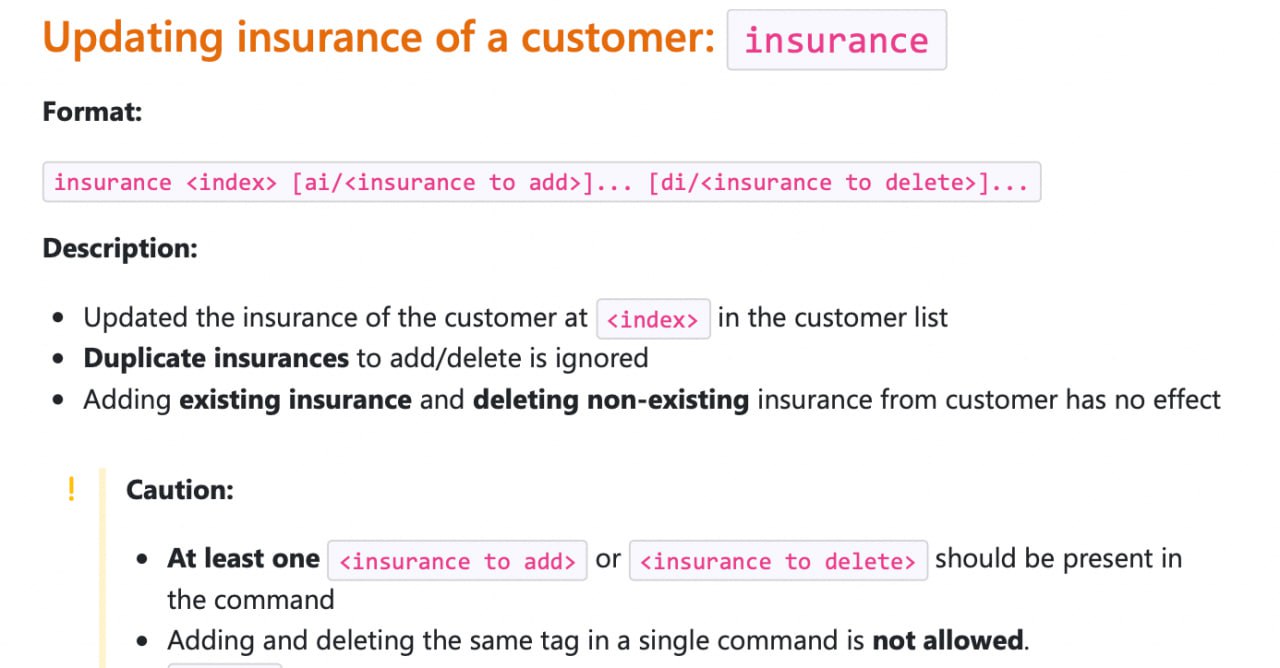 Updating insurance of a customer: insurance
Format:
insurance <index> [ai/<insurance to add>]... [di/<insurance to delete>]...
Description:
• Updated the insurance of the customer at <index> in the customer list
• Duplicate insurances to add/delete is ignored
• Adding existing insurance and deleting non-existing insurance from customer has no effect
! Caution:
• At least one <insurance to add> or <insurance to delete> should be present in
the command
• Adding and deleting the same tag in a single command is not allowed.